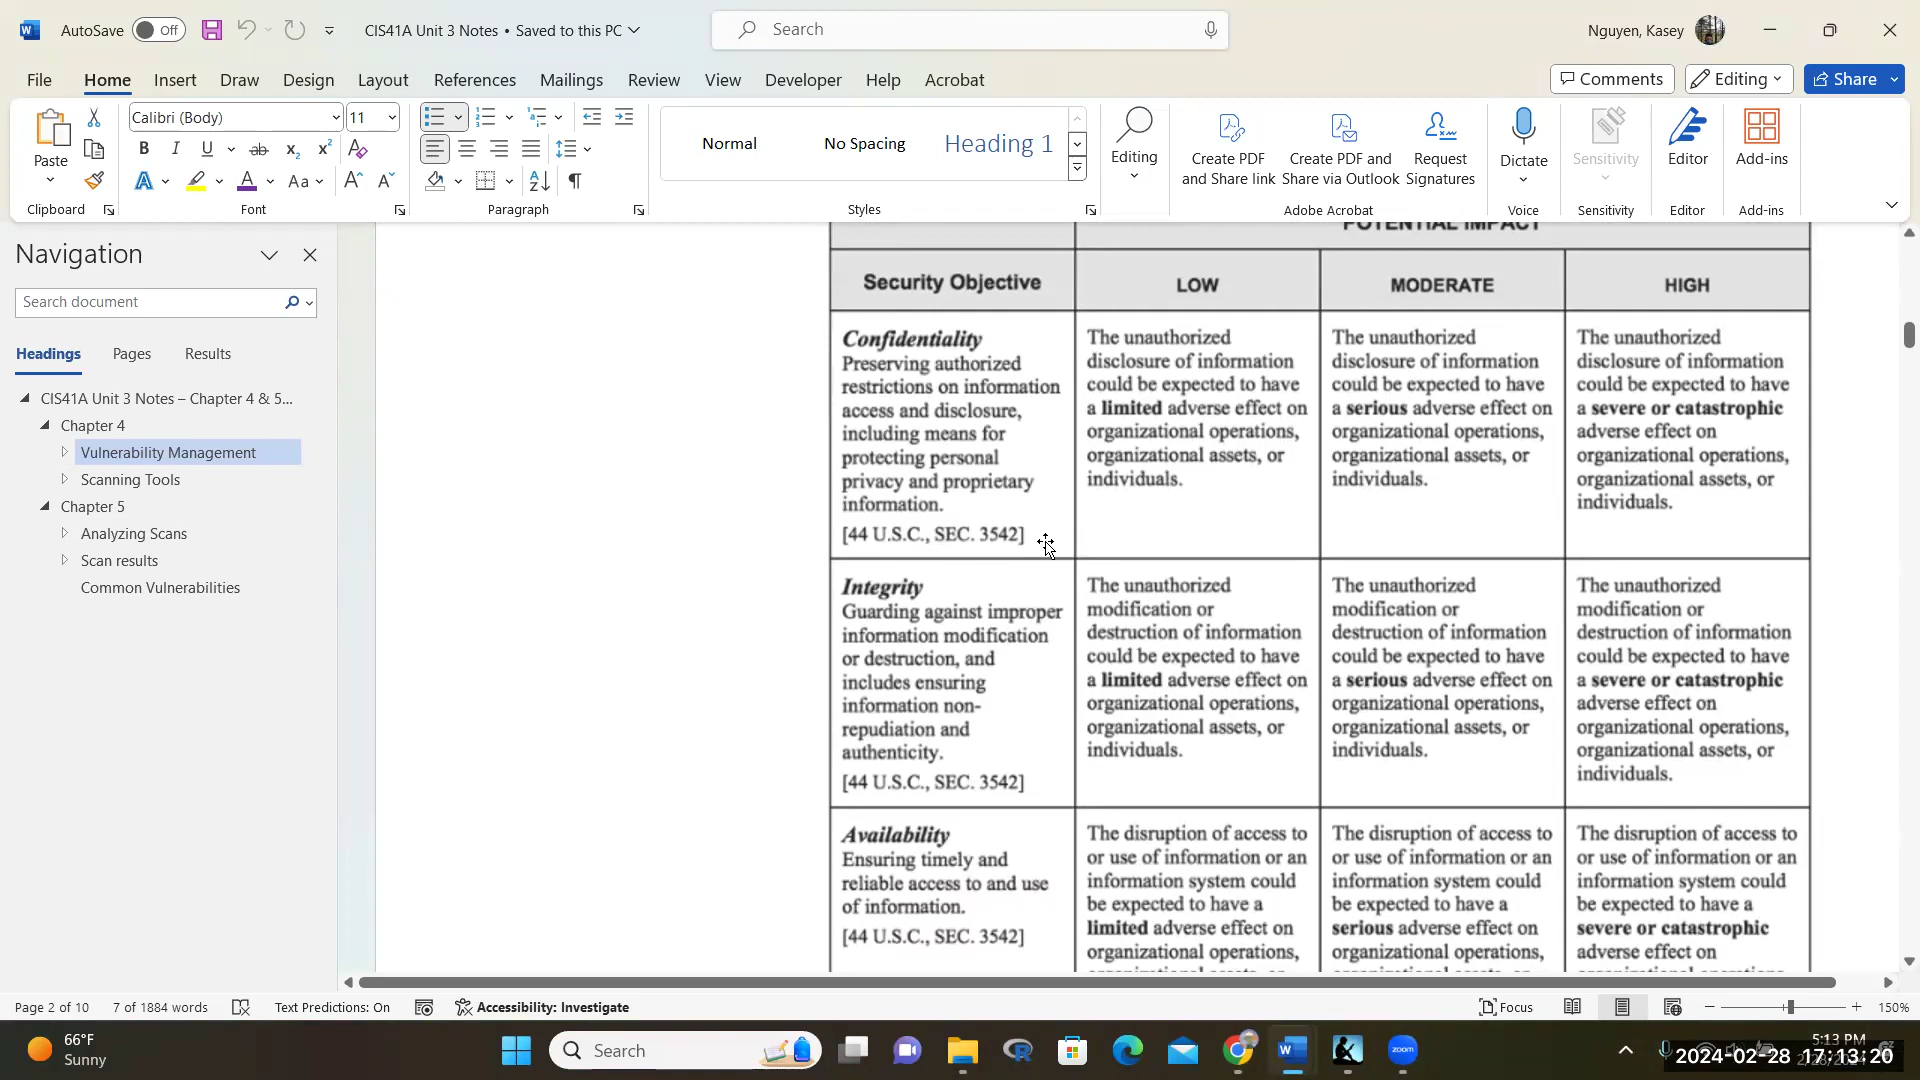 AutoSave Off CIS41A Unit 3 Notes • Saved to this PC Search Nguyen, Kasey
File Home Insert Draw Design Layout References Mailings Review View Developer Help Acrobat Comments Editing Share
Calibri (Body) 11
Paste
Normal No Spacing Heading 1
Editing
Create PDF and Share link
Create PDF and Share via Outlook
Request Signatures
Dictate
Sensitivity
Editor
Add-ins
Clipboard Font Paragraph Styles Adobe Acrobat Voice Sensitivity Editor Add-ins
Navigation
Search document
Headings Pages Results
CIS41A Unit 3 Notes – Chapter 4 & 5...
Chapter 4
Vulnerability Management
Scanning Tools
Chapter 5
Analyzing Scans
Scan results
Common Vulnerabilities
POTENTIAL IMPACT
Security Objective LOW MODERATE HIGH
Confidentiality
Preserving authorized
restrictions on information
access and disclosure,
including means for
protecting personal
privacy and proprietary
information.
[44 U.S.C., SEC. 3542]
The unauthorized
disclosure of information
could be expected to have
a limited adverse effect on
organizational operations,
organizational assets, or
individuals.
The unauthorized
disclosure of information
could be expected to have
a serious adverse effect on
organizational operations,
organizational assets, or
individuals.
The unauthorized
disclosure of information
could be expected to have
a severe or catastrophic
adverse effect on
organizational operations,
organizational assets, or
individuals.
Integrity
Guarding against improper
information modification
or destruction, and
includes ensuring
information non-
repudiation and
authenticity.
[44 U.S.C., SEC. 3542]
The unauthorized
modification or
destruction of information
could be expected to have
a limited adverse effect on
organizational operations,
organizational assets, or
individuals.
The unauthorized
modification or
destruction of information
could be expected to have
a serious adverse effect on
organizational operations,
organizational assets, or
individuals.
The unauthorized
modification or
destruction of information
could be expected to have
a severe or catastrophic
adverse effect on
organizational operations,
organizational assets, or
individuals.
Availability
Ensuring timely and
reliable access to and use
of information.
[44 U.S.C., SEC. 3542]
The disruption of access to
or use of information or an
information system could
be expected to have a
limited adverse effect on
organizational operations,
The disruption of access to
or use of information or an
information system could
be expected to have a
serious adverse effect on
organizational operations,
The disruption of access to
or use of information or an
information system could
be expected to have a
severe or catastrophic
adverse effect on
Page 2 of 10 7 of 1884 words Text Predictions: On Accessibility: Investigate Focus 150%
66°F
Sunny
Search
zoom
5:13 PM
2024-02-28 17:13:20